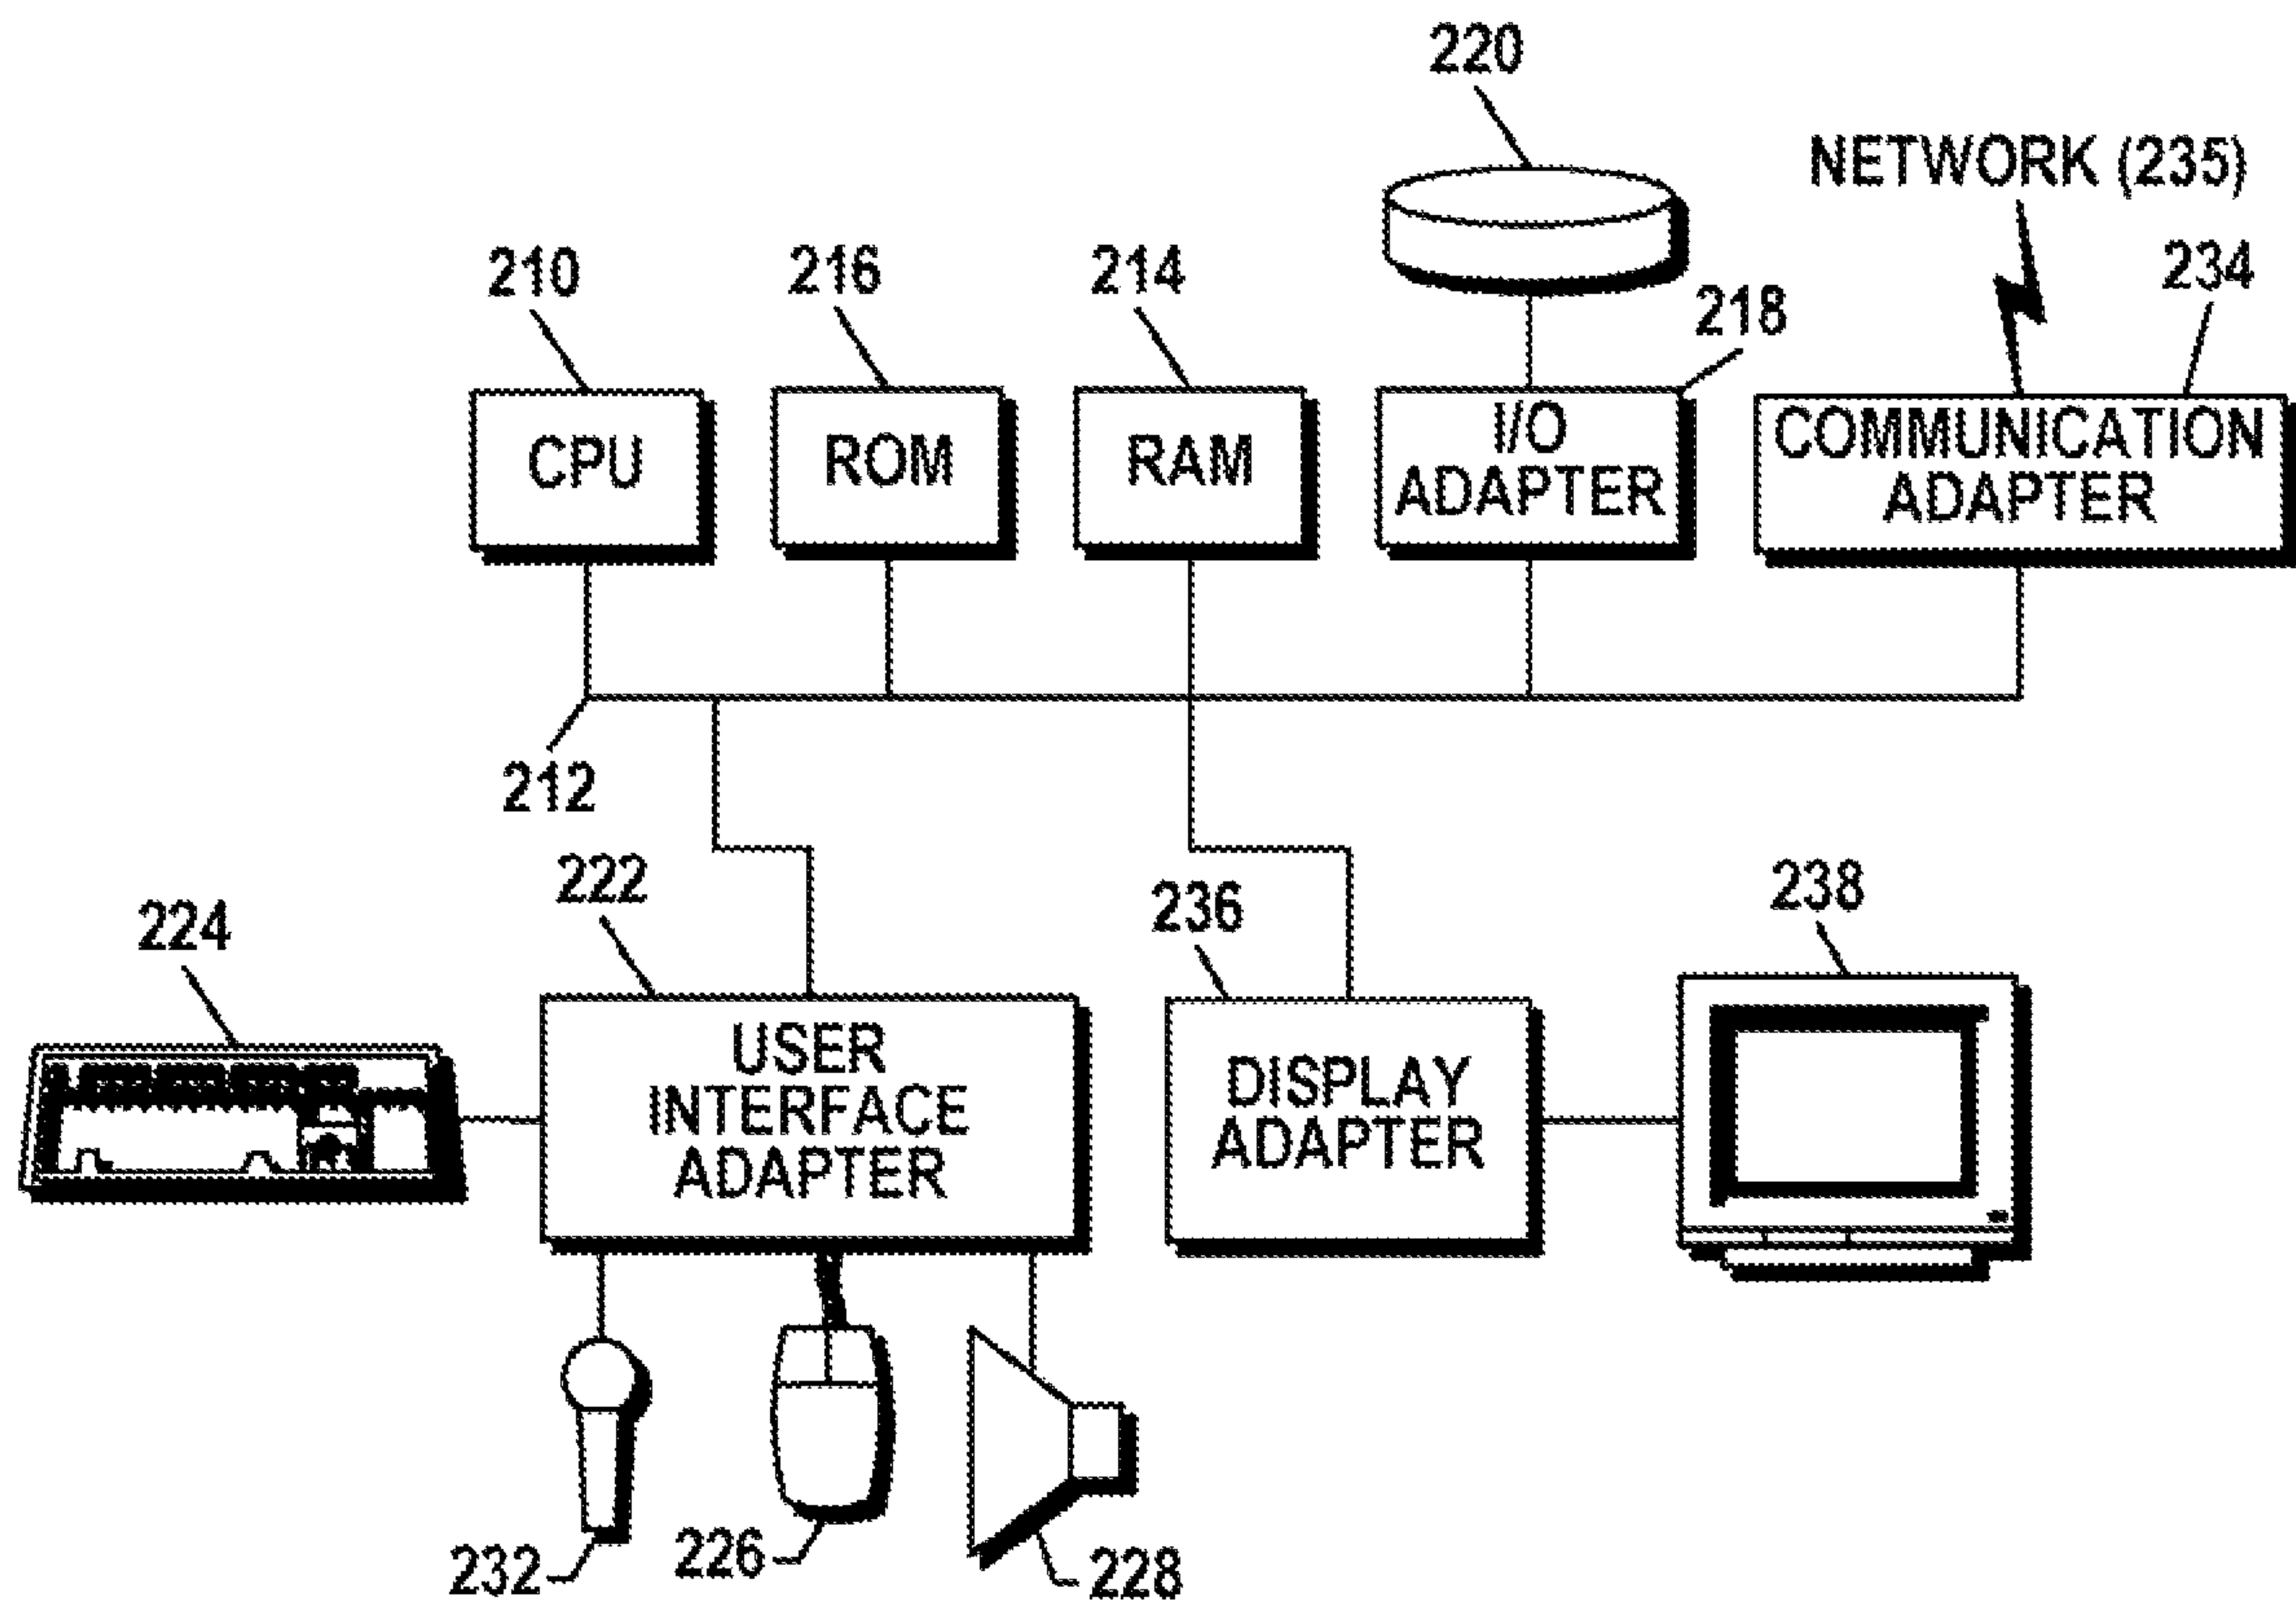 220
NETWORK (235)
210
216
214
218
234
CPU
ROM
RAM
I/O
ADAPTER
COMMUNICATION
ADAPTER
212
222
224
236
238
USER
INTERFACE
ADAPTER
DISPLAY
ADAPTER
232
226
228